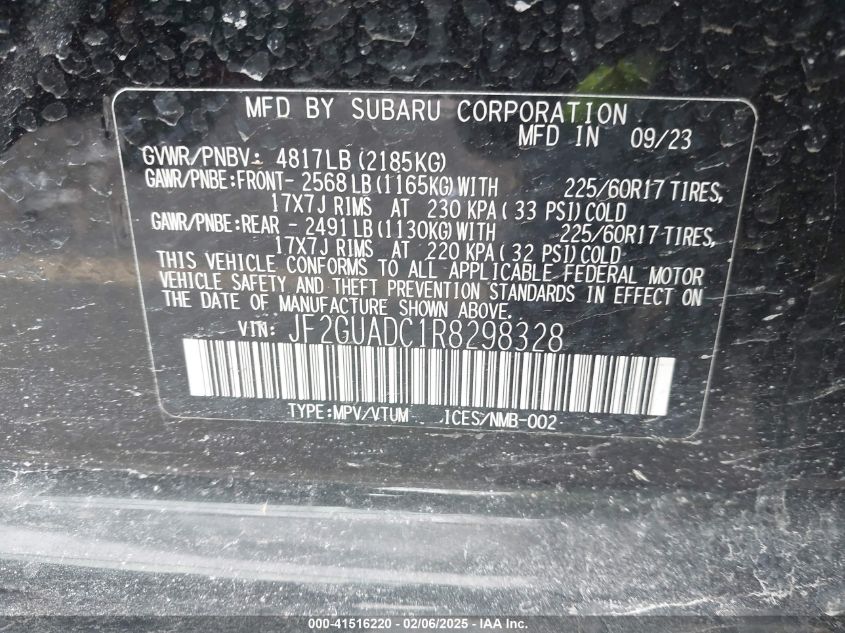 MFD BY SUBARU CORPORATION
MFD IN 09/23
GVWR/PNBV: 4817LB (2185KG)
GAWR/PNBE:FRONT- 2568 LB (1165KG) WITH 225/60R17 TIRES,
17X7J RIMS AT 230 KPA ( 33 PSI) COLD
GAWR/PNBE:REAR - 2491 LB (1130KG) WITH 225/60R17 TIRES,
17X7J RIMS AT 220 KPA ( 32 PSI) COLD
THIS VEHICLE CONFORMS TO ALL APPLICABLE FEDERAL MOTOR
VEHICLE SAFETY AND THEFT PREVENTION STANDARDS IN EFFECT ON
THE DATE OF MANUFACTURE SHOWN ABOVE.
VIN: JF2GUADC1R8298328
TYPE:MPV/VTUM ICES/NMB-002
000-41516220 - 02/06/2025 - IAA Inc.